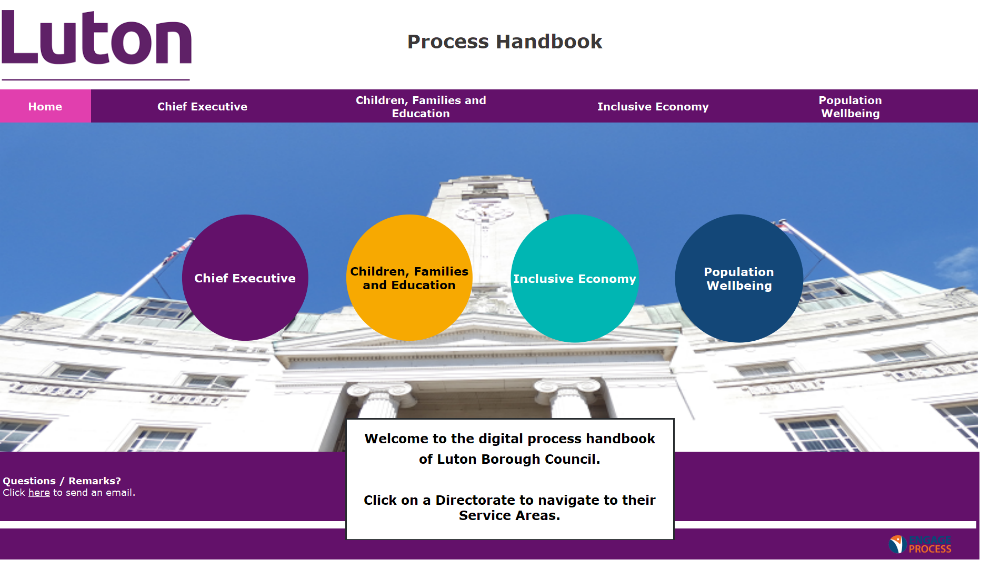 Luton
Process Handbook
Home
Chief Executive
Children, Families and
Education
Inclusive Economy
Population
Wellbeing
Chief Executive
Children, Families
and Education
Inclusive Economy
Population
Wellbeing
Welcome to the digital process handbook
of Luton Borough Council.
Click on a Directorate to navigate to their
Service Areas.
Questions / Remarks?
Click here to send an email.
ENGAGE
PROCESS